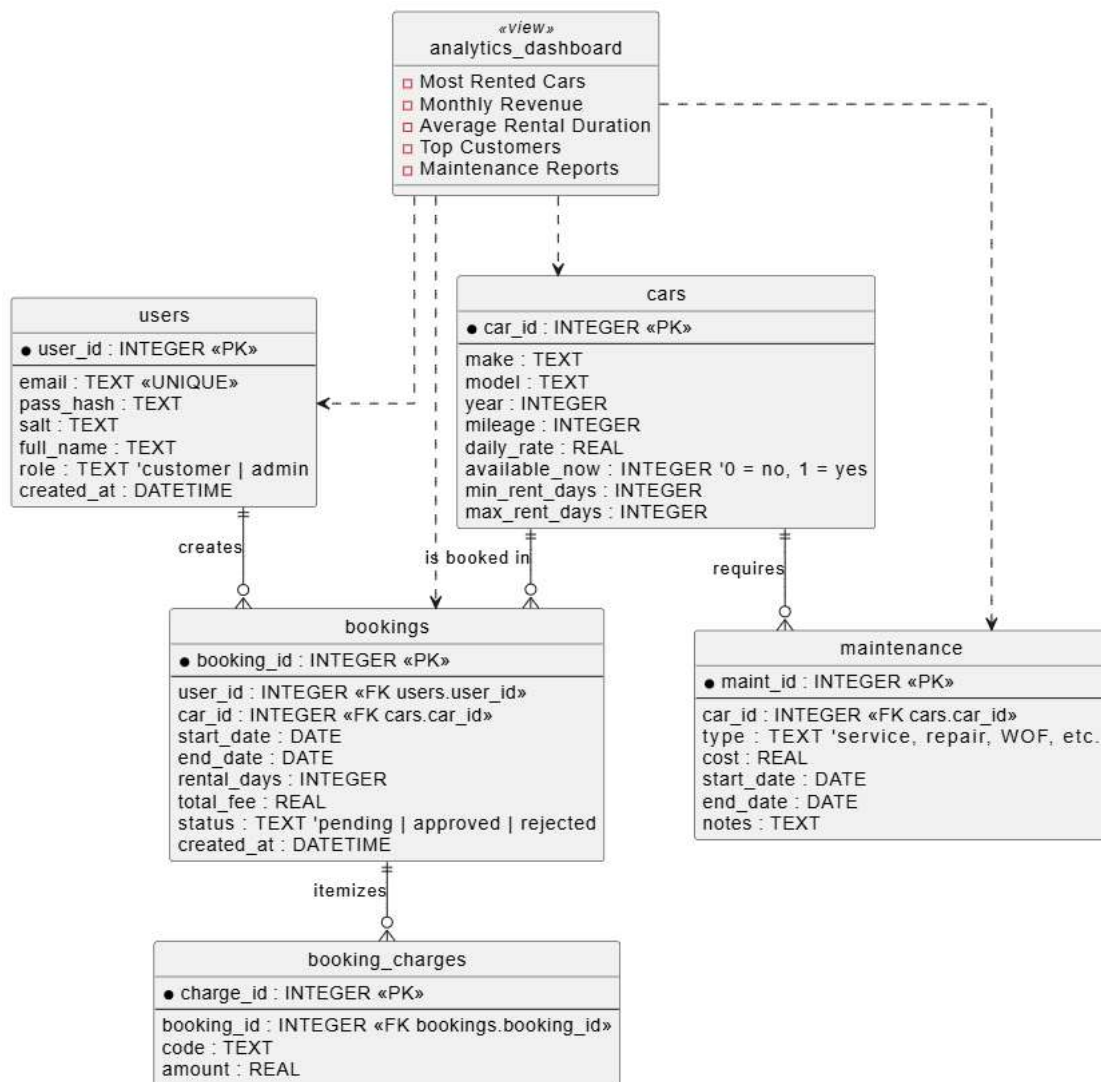 «view»
analytics_dashboard
Most Rented Cars
Monthly Revenue
Average Rental Duration
Top Customers
Maintenance Reports
users
user_id : INTEGER «PK»
email : TEXT «UNIQUE»
pass_hash : TEXT
salt : TEXT
full_name : TEXT
role : TEXT 'customer | admin
created_at : DATETIME
cars
car_id : INTEGER «PK»
make : TEXT
model : TEXT
year : INTEGER
mileage : INTEGER
daily_rate : REAL
available_now : INTEGER '0 = no, 1 = yes
min_rent_days : INTEGER
max_rent_days : INTEGER
creates
is booked in
requires
bookings
booking_id : INTEGER «PK»
user_id : INTEGER «FK users.user_id»
car_id : INTEGER «FK cars.car_id»
start_date : DATE
end_date : DATE
rental_days : INTEGER
total_fee : REAL
status : TEXT 'pending | approved | rejected
created_at : DATETIME
maintenance
maint_id : INTEGER «PK»
car_id : INTEGER «FK cars.car_id»
type : TEXT 'service, repair, WOF, etc.
cost : REAL
start_date : DATE
end_date : DATE
notes : TEXT
itemizes
booking_charges
charge_id : INTEGER «PK»
booking_id : INTEGER «FK bookings.booking_id»
code : TEXT
amount : REAL